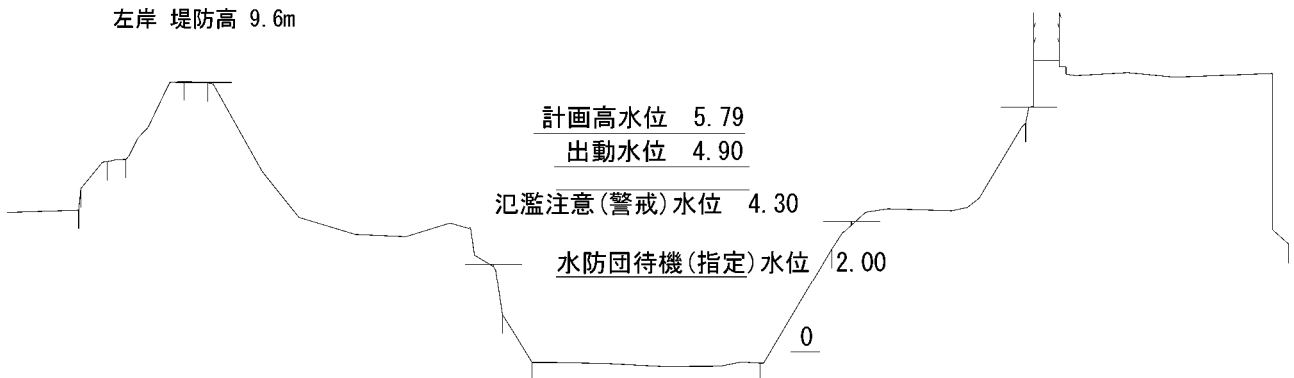 左岸 堤防高 9.6m
計画高水位 5.79
出動水位 4.90
氾濫注意(警戒)水位 4.30
水防団待機(指定)水位 2.00
0